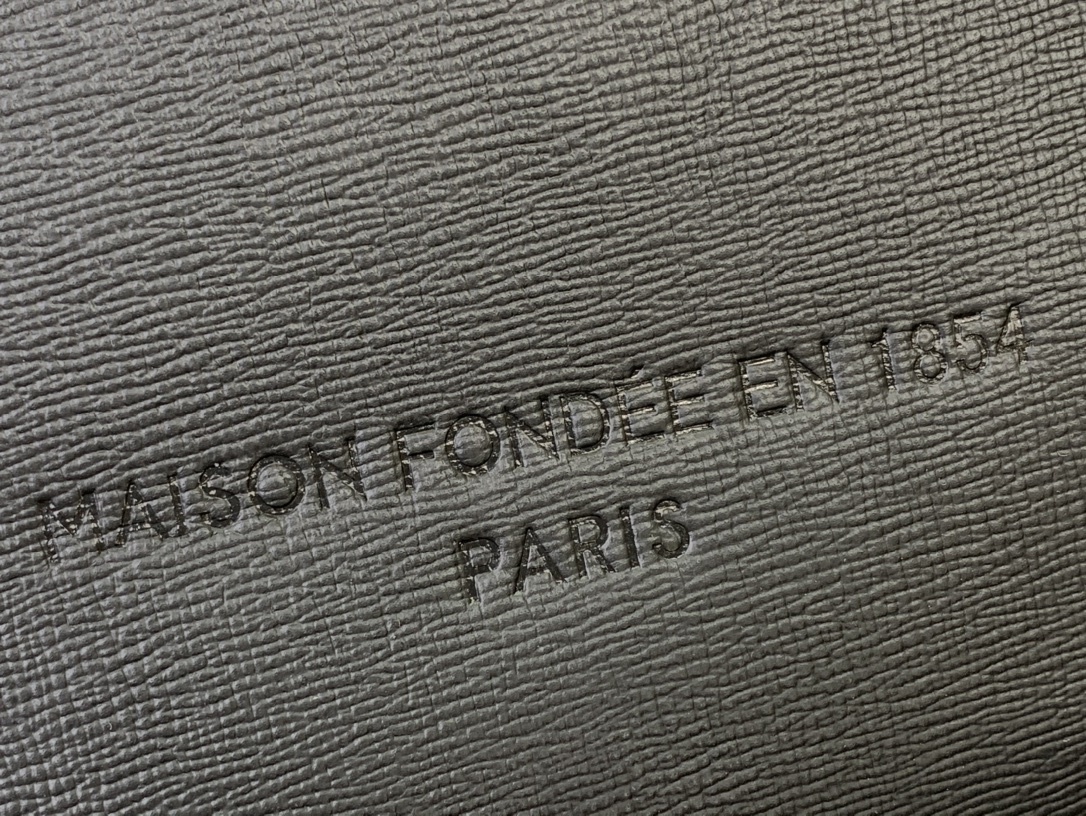 MAISON FONDÉE EN 1854
PARIS